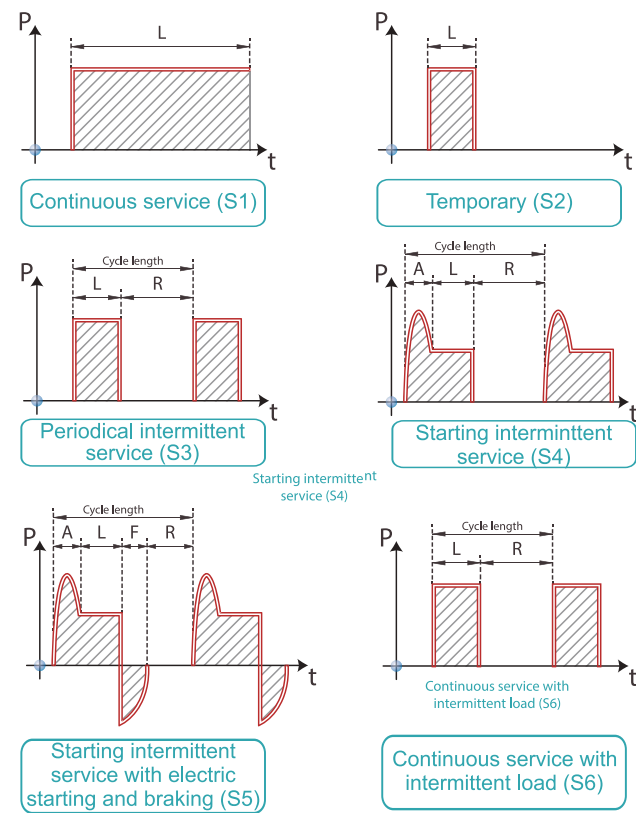 P
L
t
Continuous service (S1)
P
L
t
Temporary (S2)
Cycle length
P
L
R
t
Periodical intermittent
service (S3)
Cycle length
P
A
L
R
t
Starting interminttent
service (S4)
Starting intermittent
service (S4)
Cycle length
P
A
L
F
R
t
Starting intermittent
service with electric
starting and braking (S5)
Cycle length
P
L
R
t
Continuous service with
intermittent load (S6)
Continuous service with
intermittent load (S6)